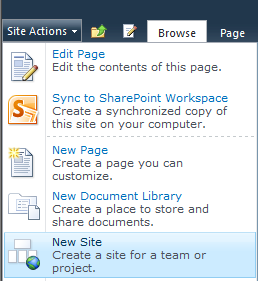 Site Actions Browse Page
Edit Page
Edit the contents of this page.
Sync to SharePoint Workspace
Create a synchronized copy of
this site on your computer.
New Page
Create a page you can
customize.
New Document Library
Create a place to store and
share documents.
New Site
Create a site for a team or
project.